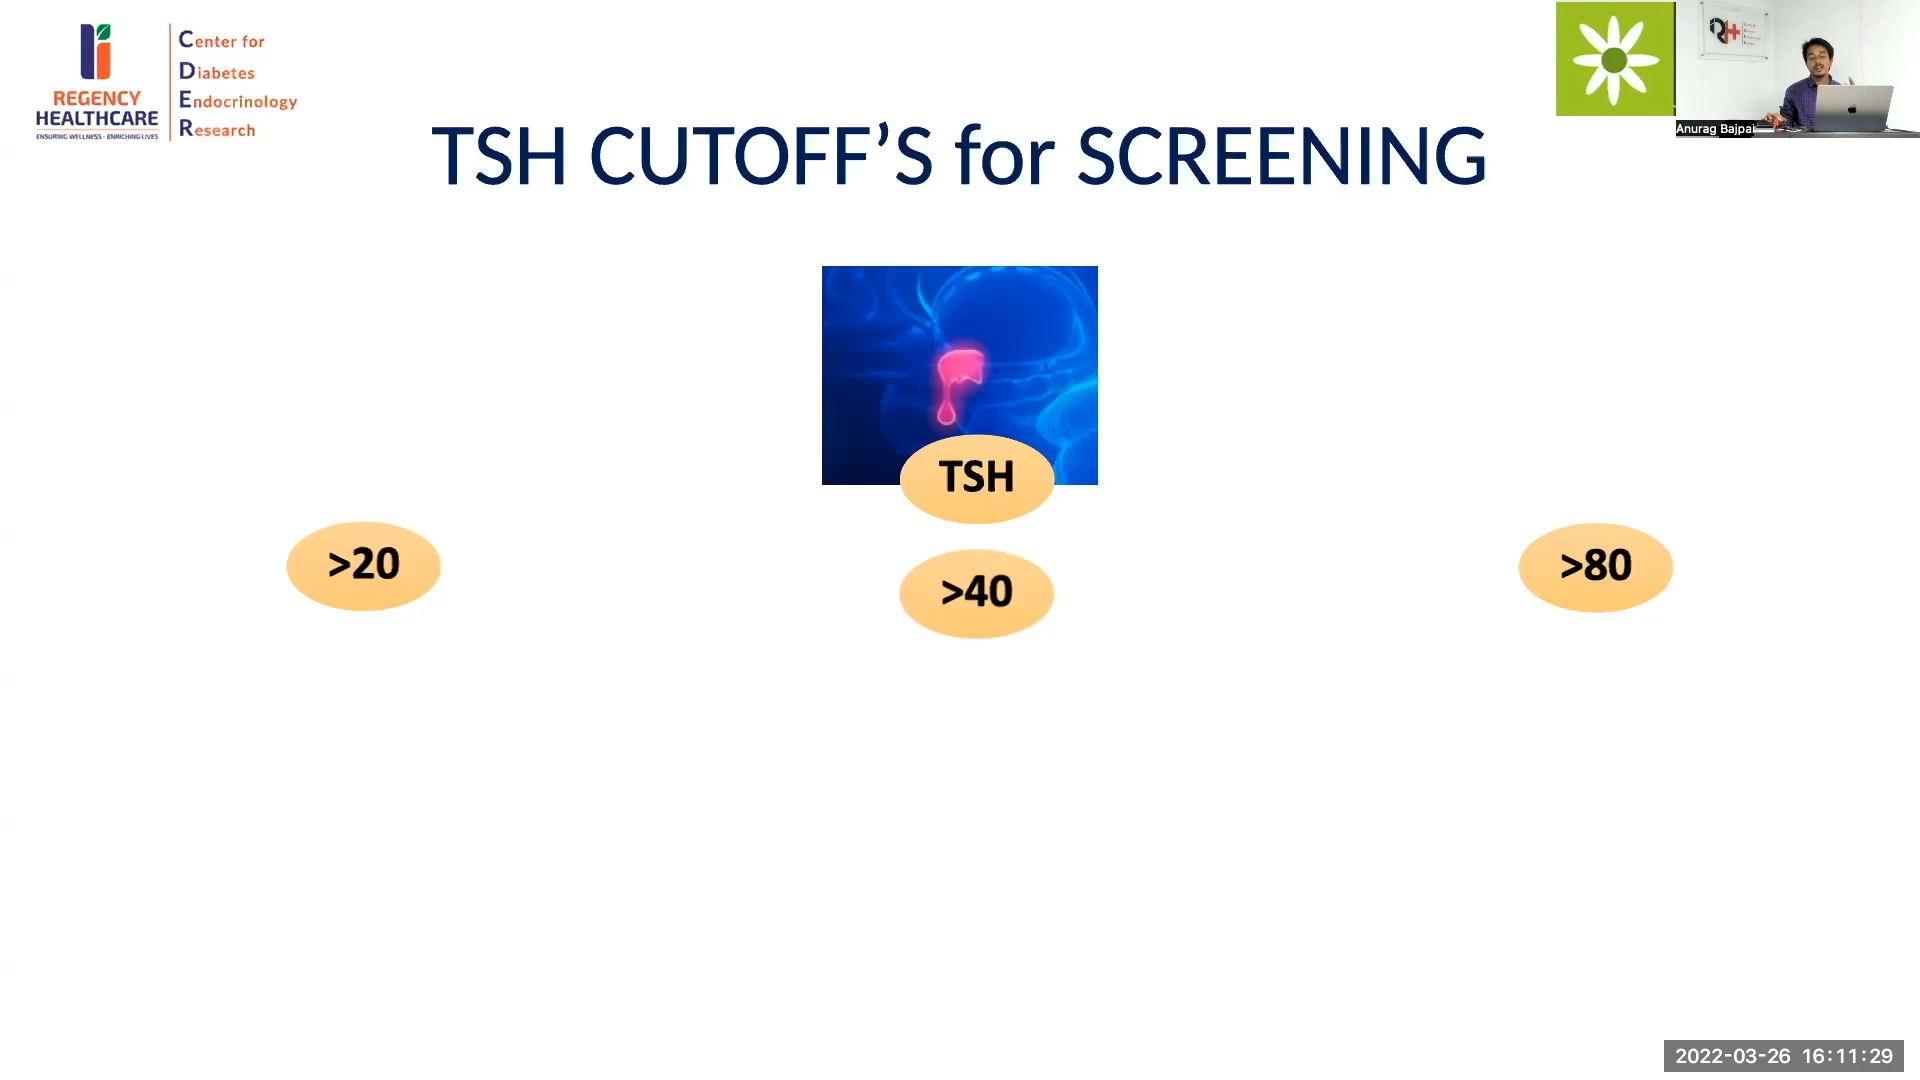 REGENCY
HEALTHCARE
ENSURING WELLNESS - ENRICHING LIVES
Center for
Diabetes
Endocrinology
Research
TSH CUTOFF’S for SCREENING
Anurag Bajpai
TSH
>20
>40
>80
2022-03-26 16:11:29